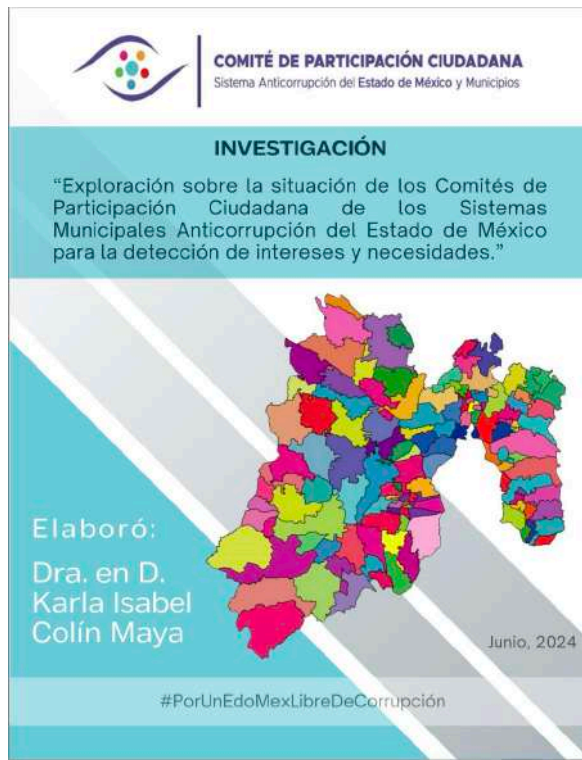 COMITÉ DE PARTICIPACIÓN CIUDADANA
Sistema Anticorrupción del Estado de México y Municipios
INVESTIGACIÓN
“Exploración sobre la situación de los Comités de
Participación Ciudadana de los Sistemas
Municipales Anticorrupción del Estado de México
para la detección de intereses y necesidades.”
Elaboró:
Dra. en D.
Karla Isabel
Colín Maya
Junio, 2024
#PorUnEdoMexLibreDeCorrupción